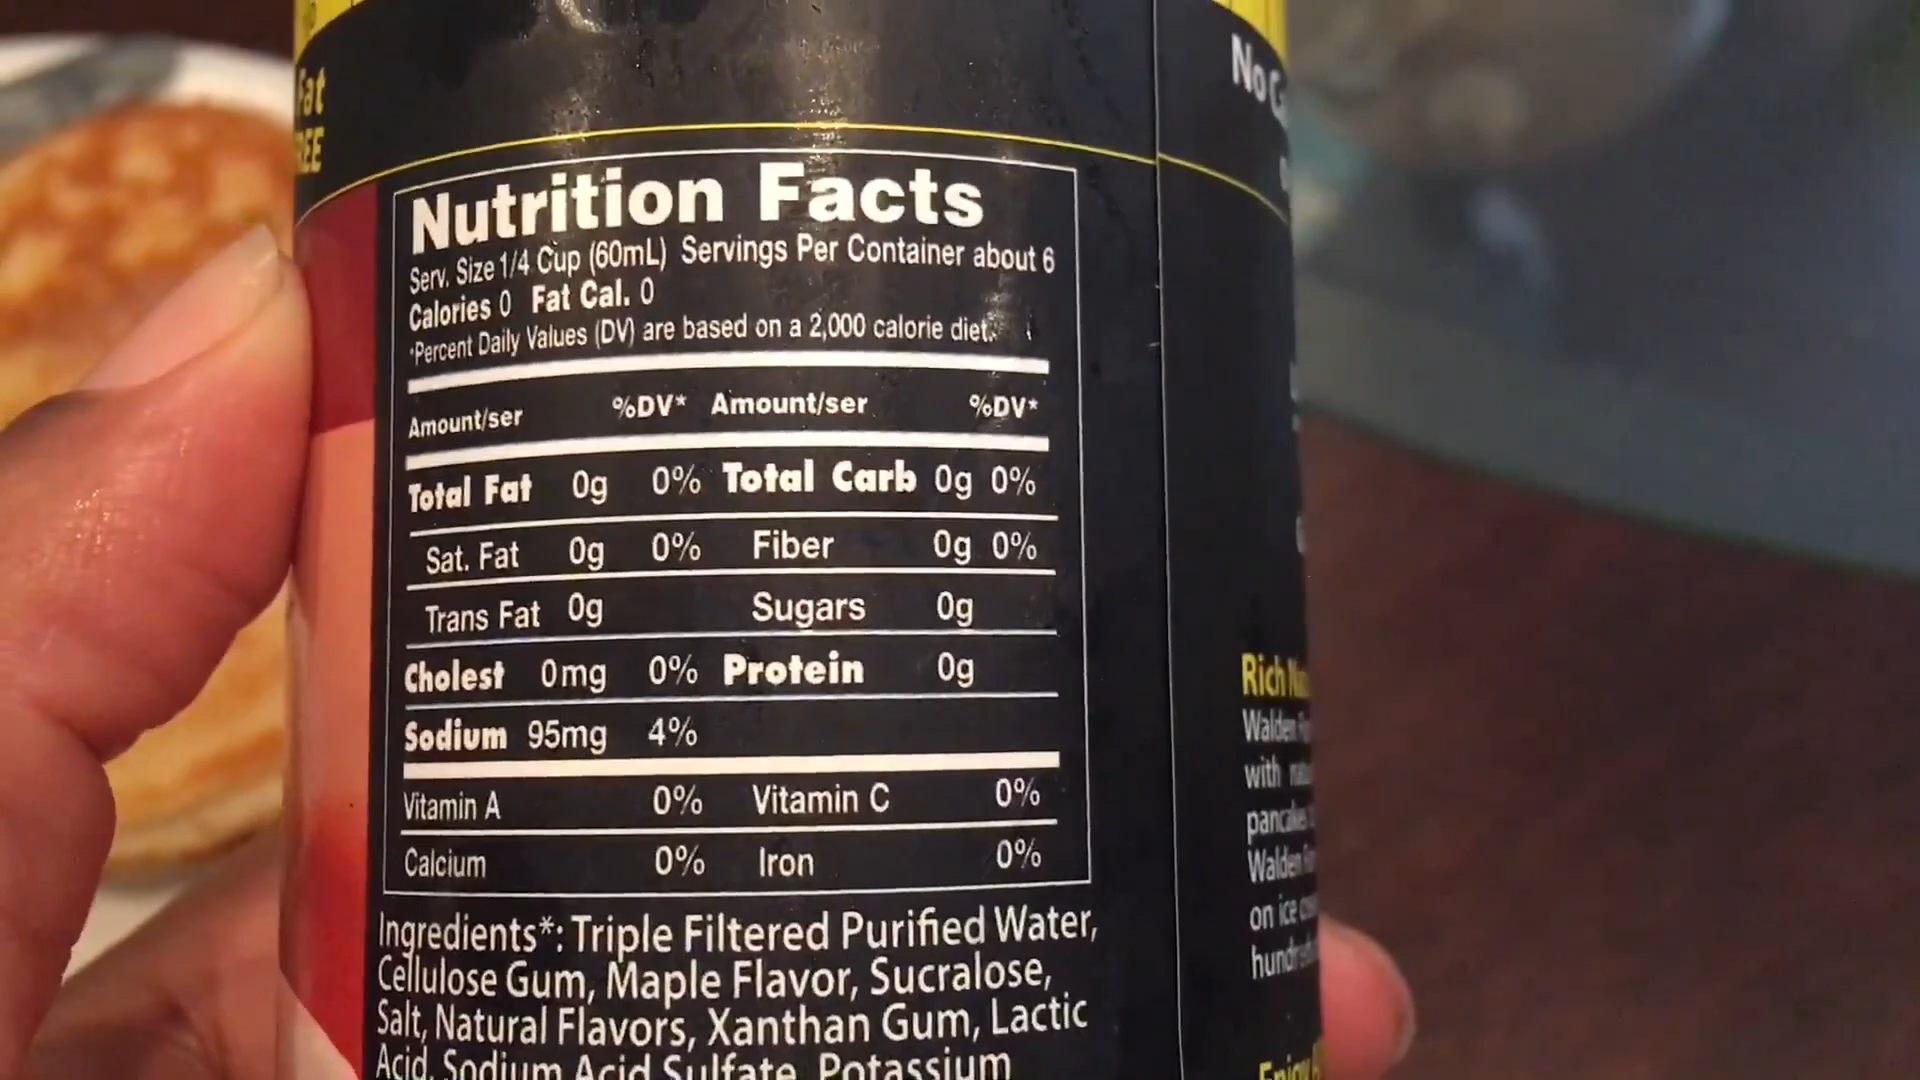 Fat
FREE
No
Nutrition Facts
Serv. Size 1/4 Cup (60mL) Servings Per Container about 6
Calories 0 Fat Cal. 0
*Percent Daily Values (DV) are based on a 2,000 calorie diet.
Amount/ser %DV* Amount/ser %DV*
Total Fat 0g 0% Total Carb 0g 0%
Sat. Fat 0g 0% Fiber 0g 0%
Trans Fat 0g Sugars 0g
Cholest 0mg 0% Protein 0g
Sodium 95mg 4%
Vitamin A 0% Vitamin C 0%
Calcium 0% Iron 0%
Ingredients*: Triple Filtered Purified Water,
Cellulose Gum, Maple Flavor, Sucralose,
Salt, Natural Flavors, Xanthan Gum, Lactic
Acid, Sodium Acid Sulfate, Potassium
Rich
Walden
with
pancakes
Walden
on ice
Enjoy